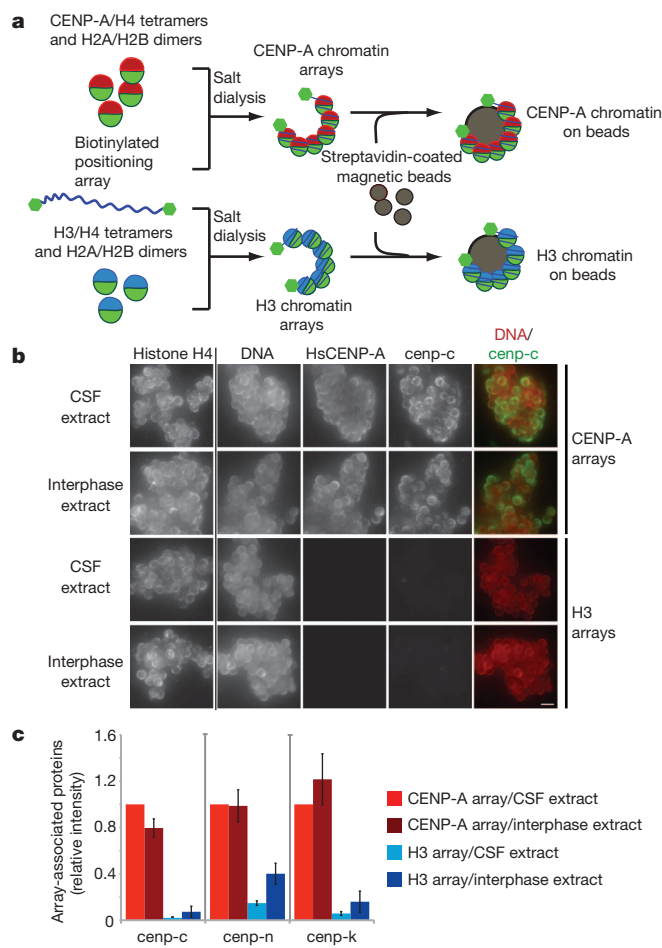 a
CENP-A/H4 tetramers
and H2A/H2B dimers
CENP-A chromatin
arrays
Salt
dialysis
CENP-A chromatin
on beads
Biotinylated
positioning
array
Streptavidin-coated
magnetic beads
H3/H4 tetramers
and H2A/H2B dimers
Salt
dialysis
H3 chromatin
on beads
H3 chromatin
arrays
b
Histone H4
DNA
HsCENP-A
cenp-c
DNA/
cenp-c
CSF
extract
Interphase
extract
CENP-A
arrays
CSF
extract
Interphase
extract
H3
arrays
c
Array-associated proteins
(relative intensity)
1.6
1.2
0.8
0.4
0
cenp-c
cenp-n
cenp-k
CENP-A array/CSF extract
CENP-A array/interphase extract
H3 array/CSF extract
H3 array/interphase extract